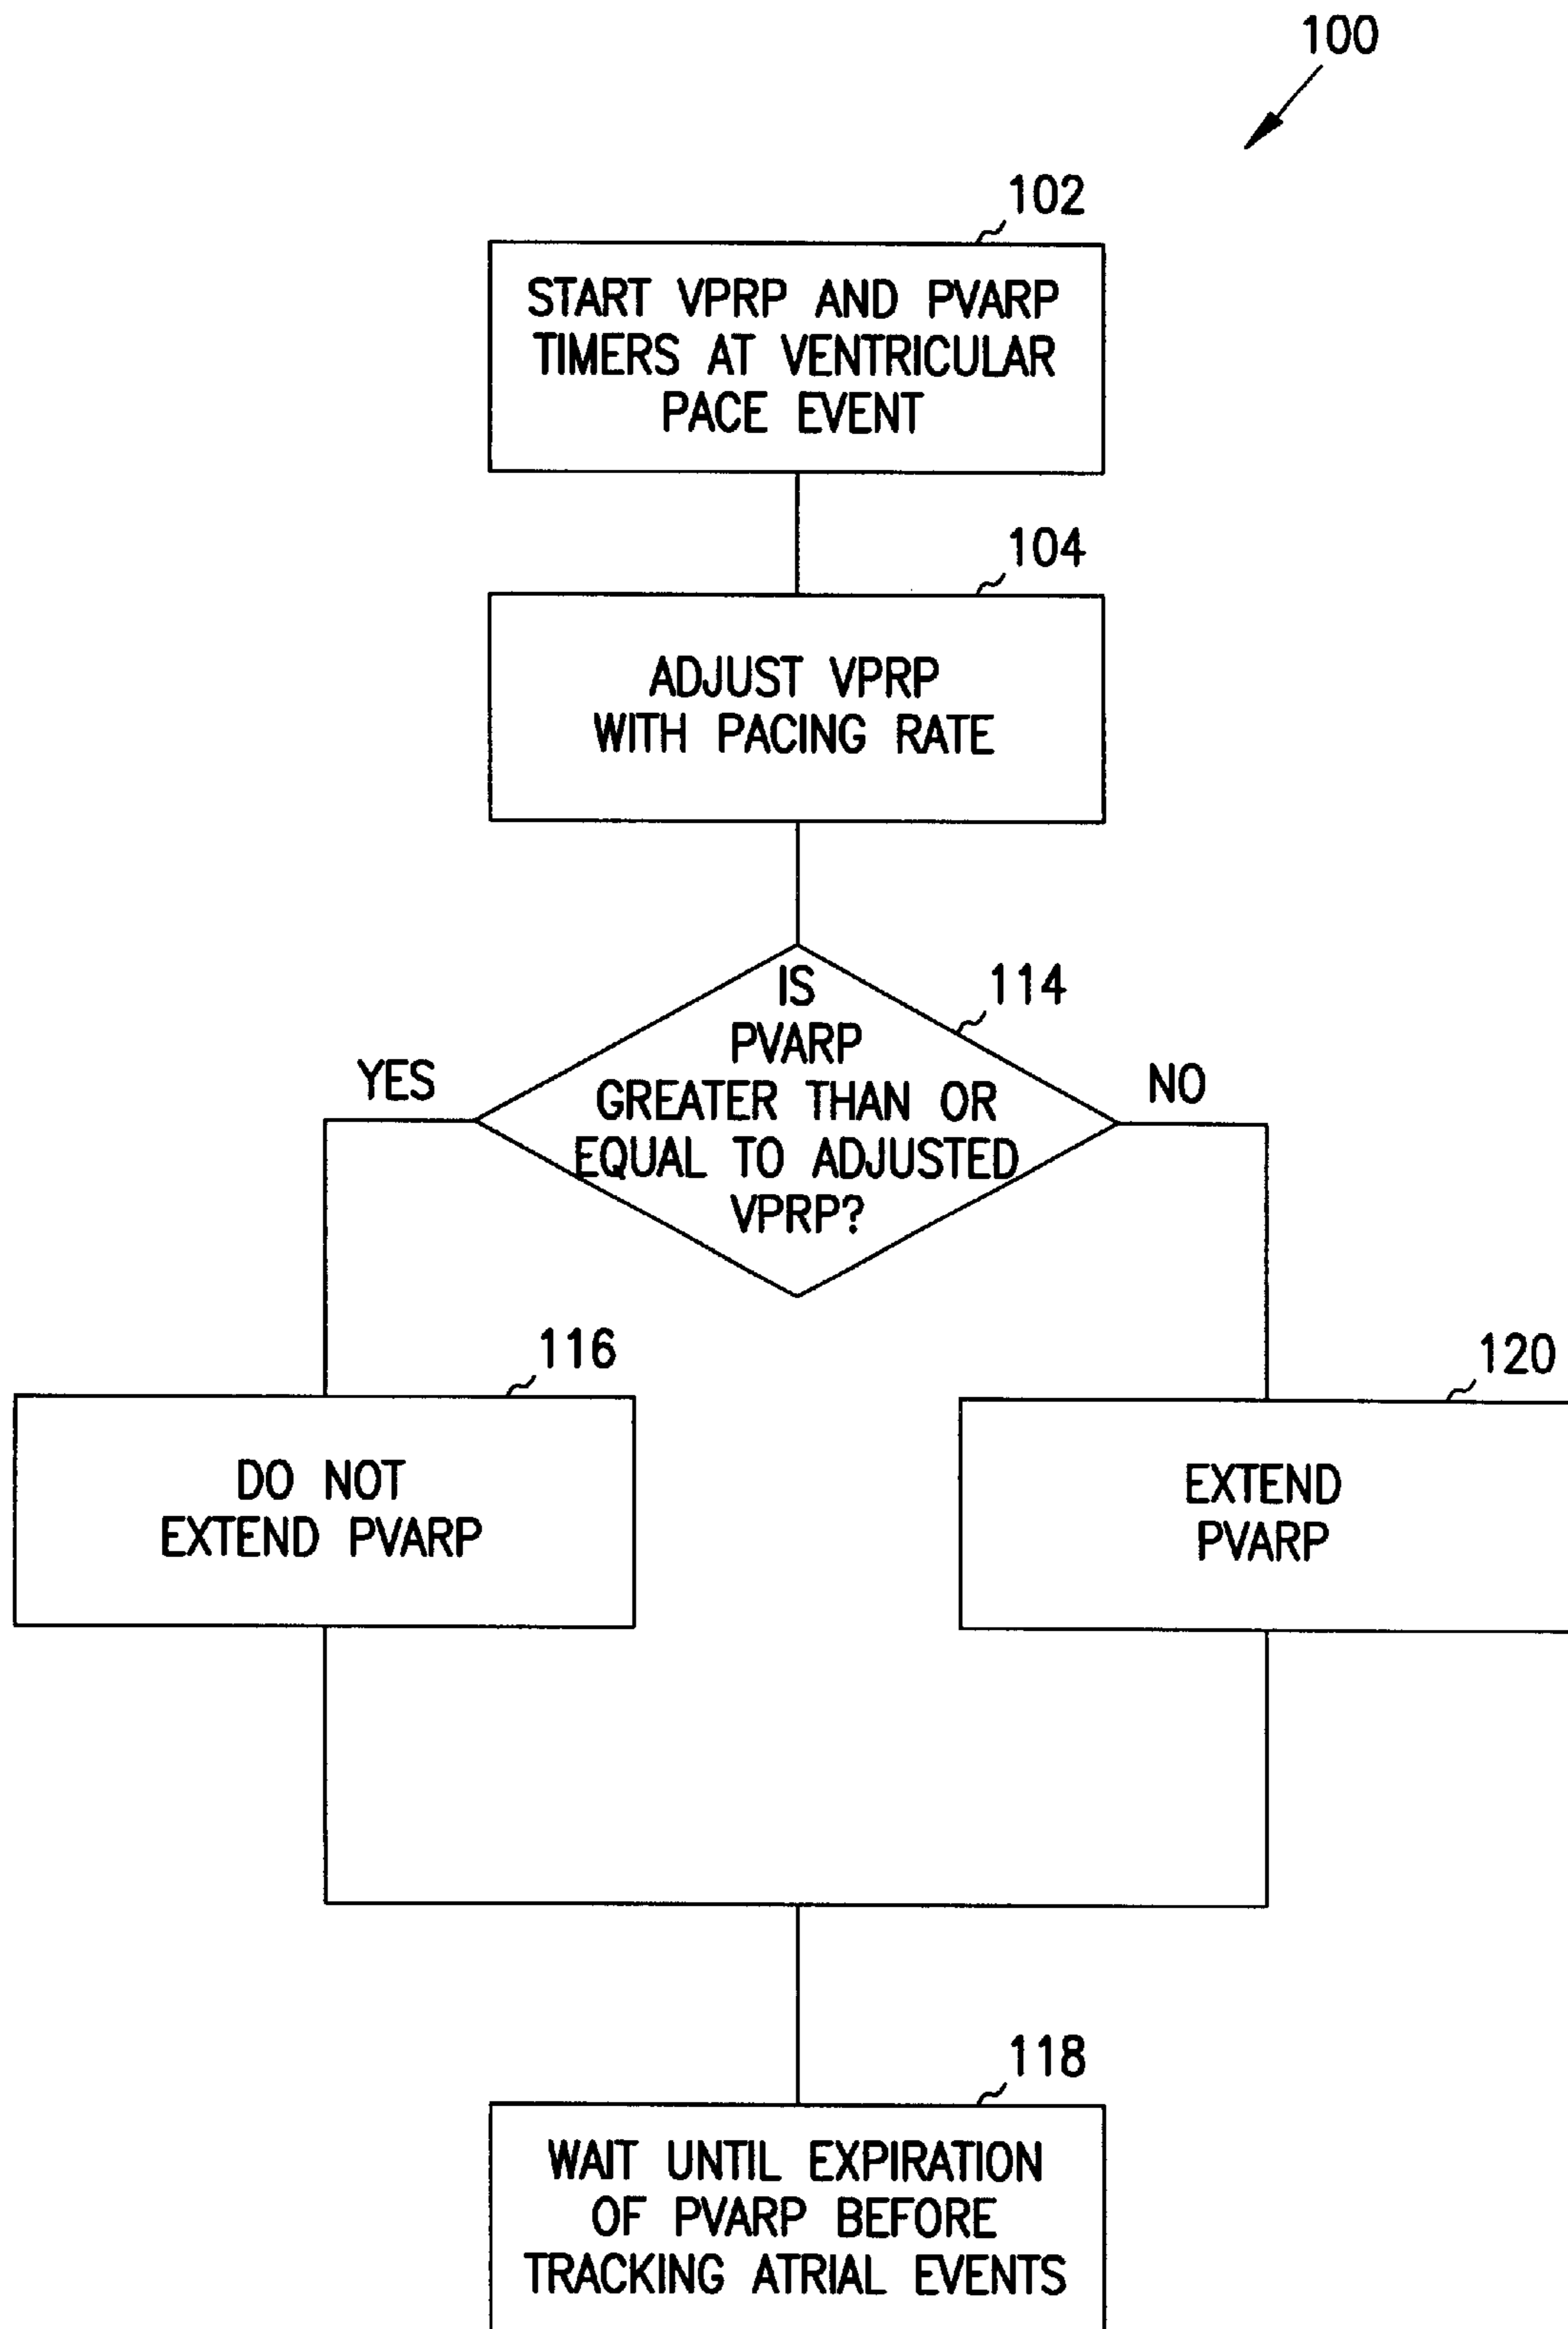 100
102
START VPRP AND PVARP
TIMERS AT VENTRICULAR
PACE EVENT
104
ADJUST VPRP
WITH PACING RATE
114
IS
PVARP
GREATER THAN OR
EQUAL TO ADJUSTED
VPRP?
YES
NO
116
DO NOT
EXTEND PVARP
120
EXTEND
PVARP
118
WAIT UNTIL EXPIRATION
OF PVARP BEFORE
TRACKING ATRIAL EVENTS